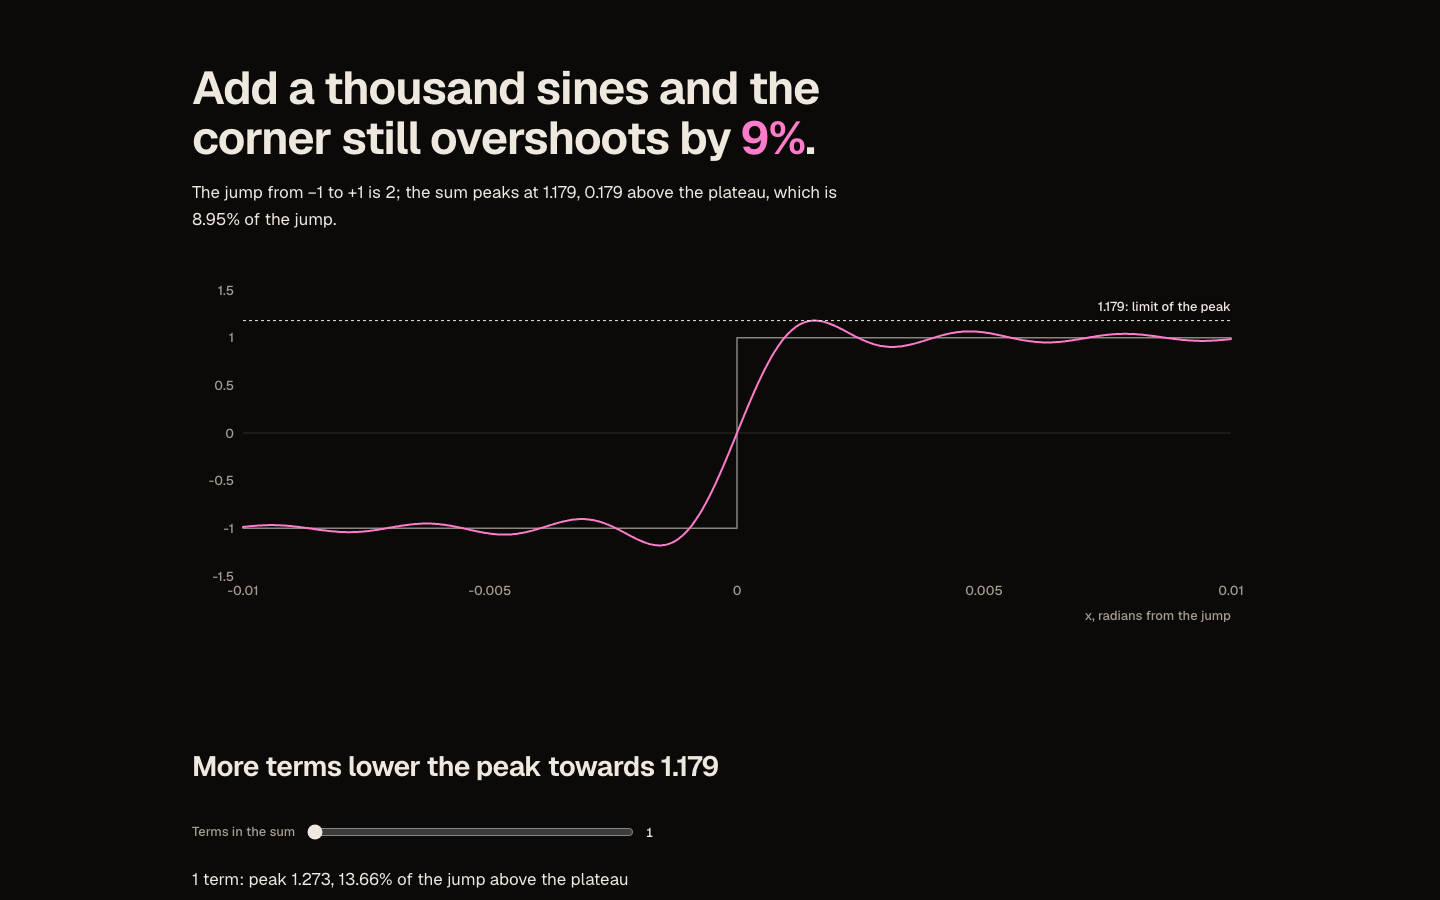 Add a thousand sines and the
corner still overshoots by 9%.
The jump from −1 to +1 is 2; the sum peaks at 1.179, 0.179 above the plateau, which is
8.95% of the jump.
1.5
1.179: limit of the peak
1
0.5
0
-0.5
-1
-1.5
-0.01
-0.005
0
0.005
0.01
x, radians from the jump
More terms lower the peak towards 1.179
Terms in the sum
1
1 term: peak 1.273, 13.66% of the jump above the plateau